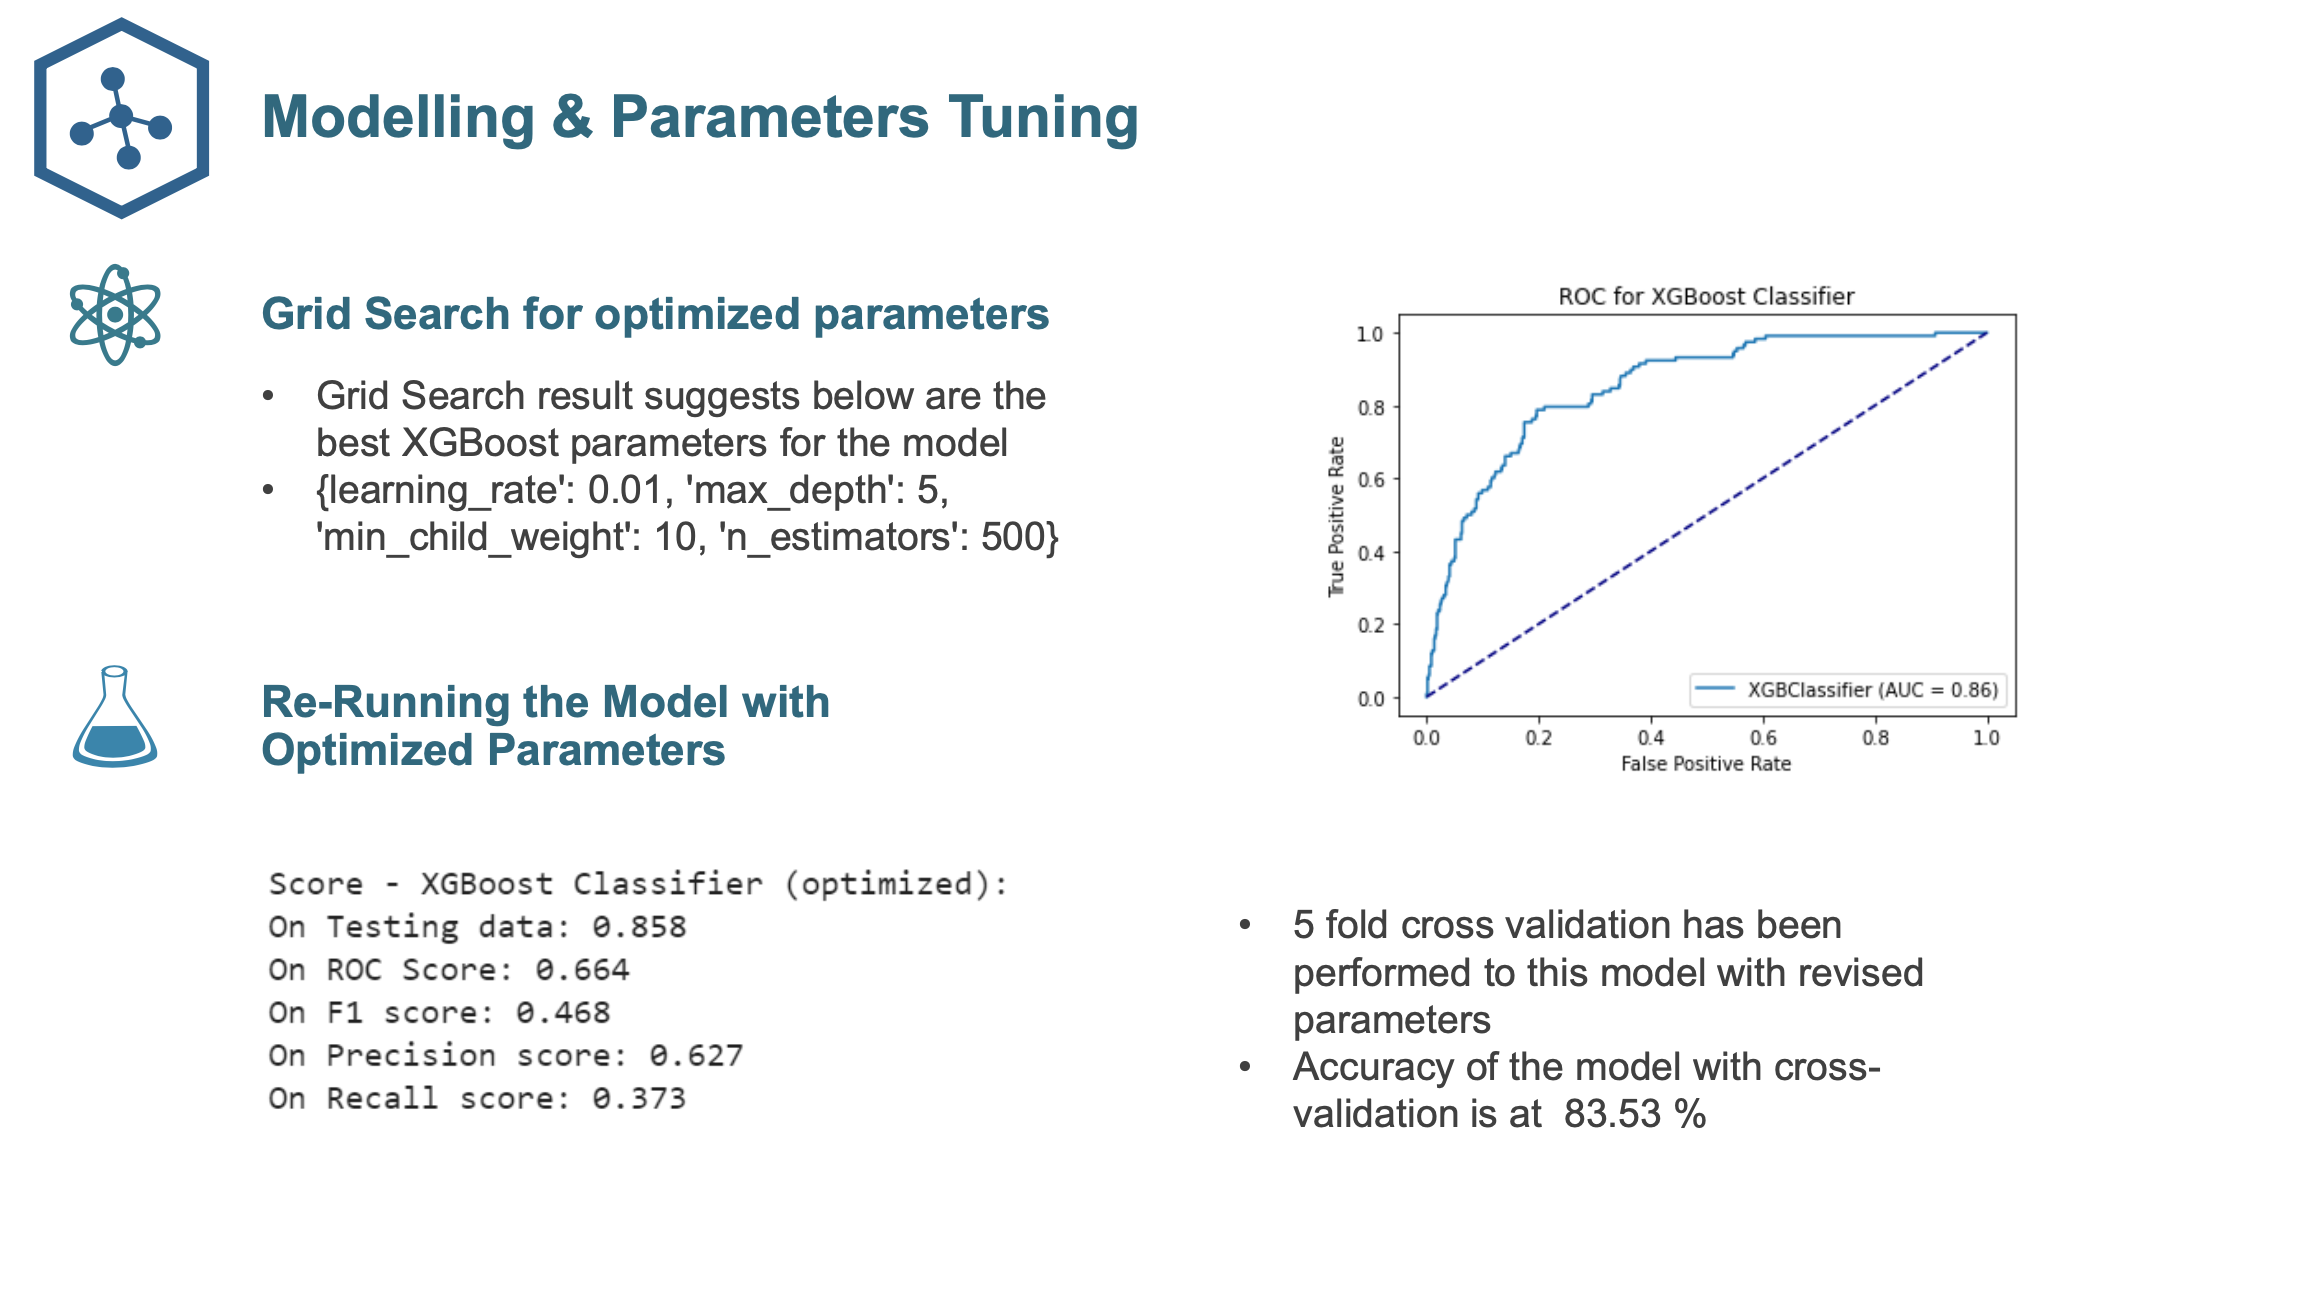 Modelling & Parameters Tuning
Grid Search for optimized parameters
• Grid Search result suggests below are the
best XGBoost parameters for the model
• {learning_rate': 0.01, 'max_depth': 5,
'min_child_weight': 10, 'n_estimators': 500}
Re-Running the Model with
Optimized Parameters
Score - XGBoost Classifier (optimized):
On Testing data: 0.858
On ROC Score: 0.664
On F1 score: 0.468
On Precision score: 0.627
On Recall score: 0.373
ROC for XGBoost Classifier
True Positive Rate
1.0
0.8
0.6
0.4
0.2
0.0
XGBClassifier (AUC = 0.86)
0.0 0.2 0.4 0.6 0.8 1.0
False Positive Rate
• 5 fold cross validation has been
performed to this model with revised
parameters
• Accuracy of the model with cross-
validation is at 83.53 %